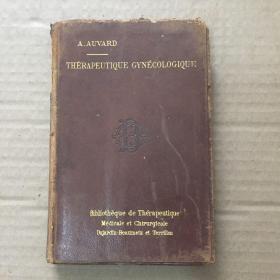 A. AUVARD
THÉRAPEUTIQUE GYNÉCOLOGIQUE
Bibliothèque de Thérapeutique
Médicale et Chirurgicale
Dujardin-Beaumetz et Terrillon